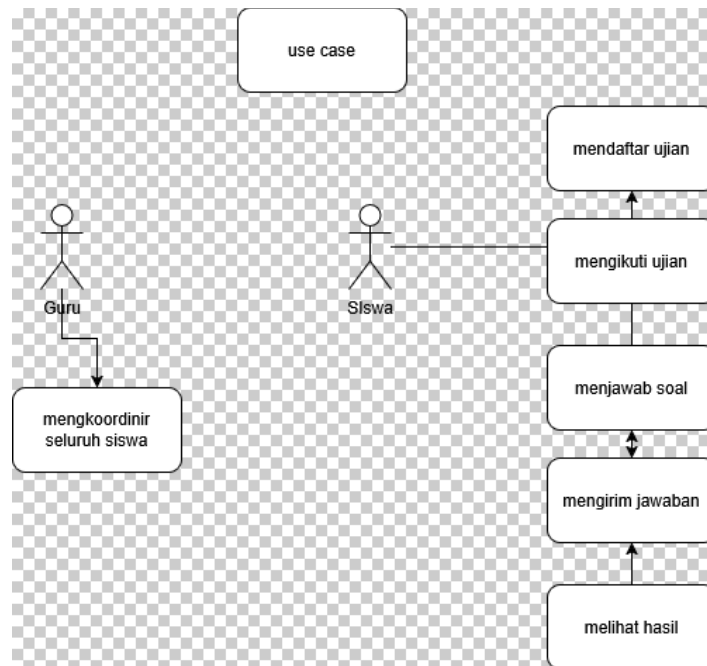 use case
mendaftar ujian
mengikuti ujian
Guru
SIswa
menjawab soal
mengkoordinir
seluruh siswa
mengirim jawaban
melihat hasil